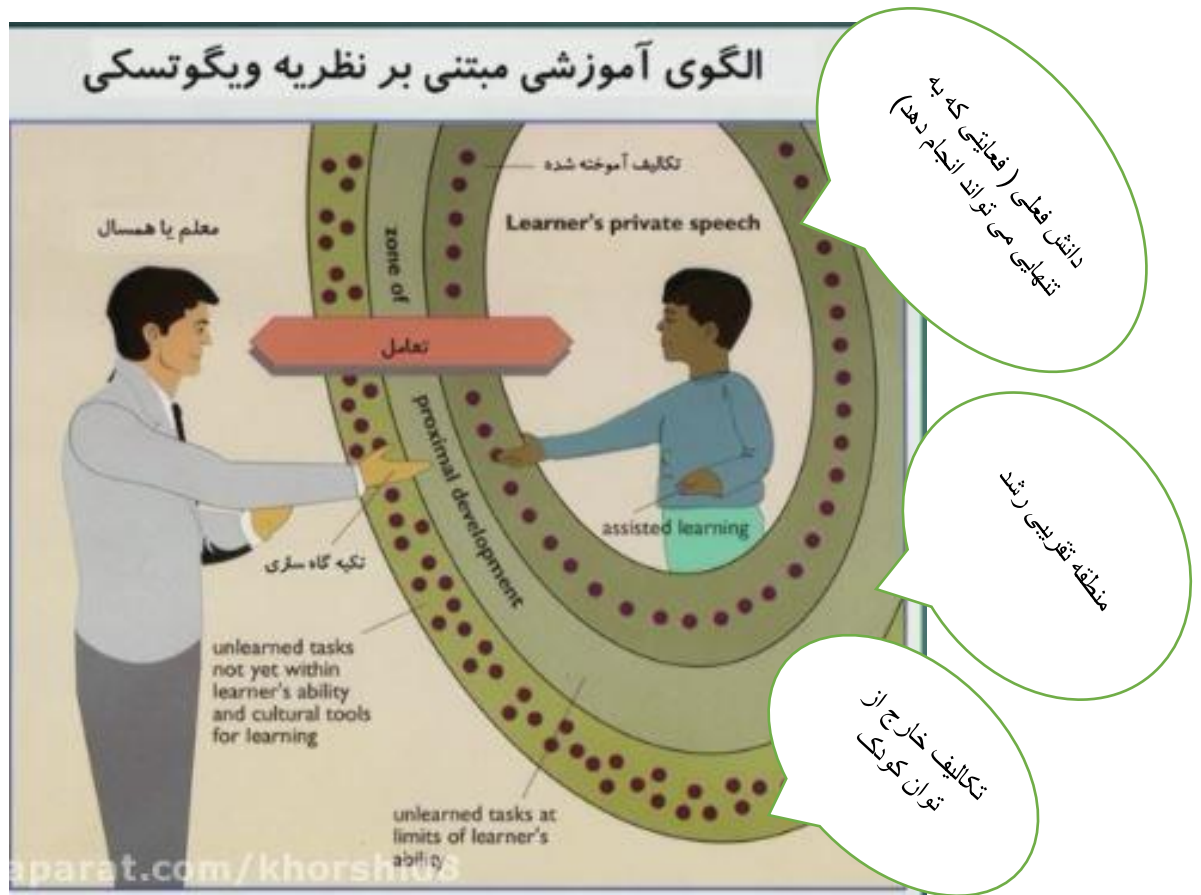 الگوی آموزشی مبتنی بر نظریه ویگوتسکی
دانش فعلی (فعایتی که به
تنهایی می تواند انجام دهد)
تکالیف آموخته شده
Learner's private speech
معلم یا همسال
zone of
تعامل
proximal development
منطقه تقریبی رشد
assisted learning
تکیه گاه سازی
unlearned tasks
not yet within
learner's ability
and cultural tools
for learning
تکالیف خارج از
توان کودک
unlearned tasks at
limits of learner's
ability
aparat.com/khorshid8